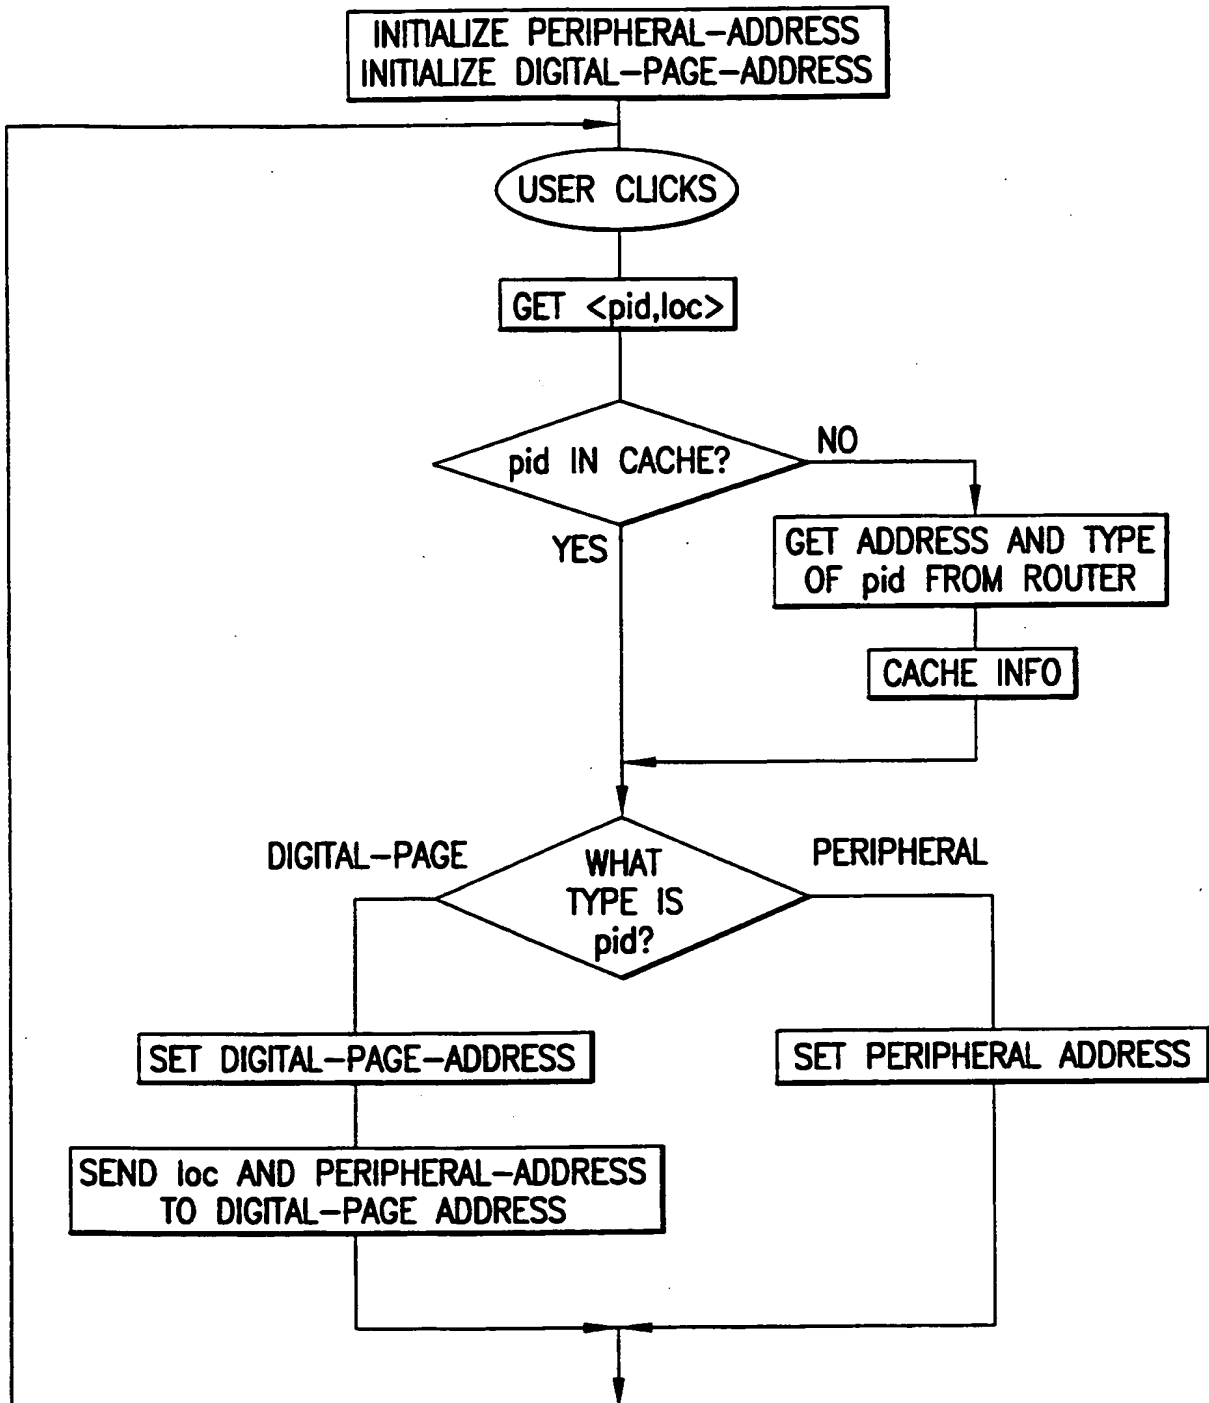 INITIALIZE PERIPHERAL-ADDRESS
INITIALIZE DIGITAL-PAGE-ADDRESS
USER CLICKS
GET <pid,loc>
pid IN CACHE?
NO
YES
GET ADDRESS AND TYPE
OF pid FROM ROUTER
CACHE INFO
DIGITAL-PAGE
WHAT
TYPE IS
pid?
PERIPHERAL
SET DIGITAL-PAGE-ADDRESS
SET PERIPHERAL ADDRESS
SEND loc AND PERIPHERAL-ADDRESS
TO DIGITAL-PAGE ADDRESS